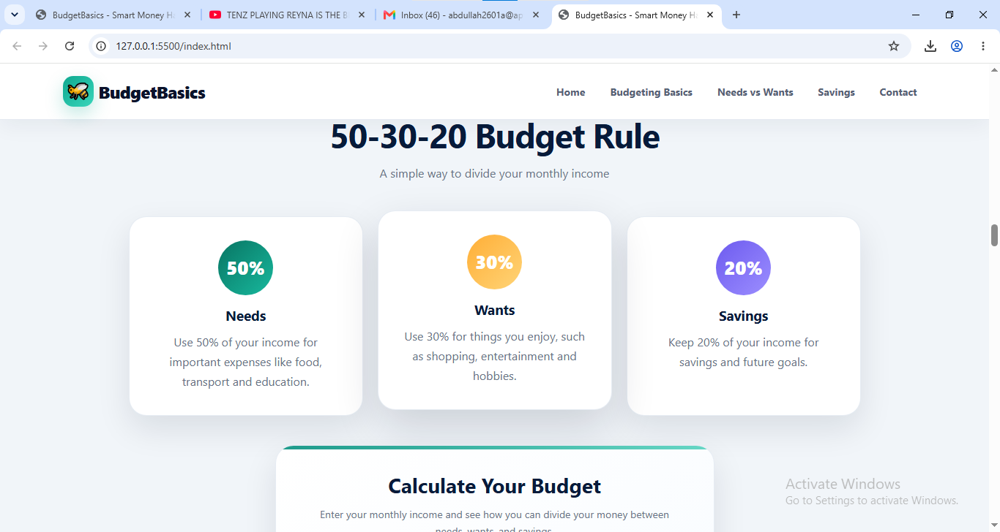 BudgetBasics - Smart Money H
TENZ PLAYING REYNA IS THE B
Inbox (46) - abdullah2601a@ap
BudgetBasics - Smart Money H
127.0.0.1:5500/index.html
BudgetBasics
Home
Budgeting Basics
Needs vs Wants
Savings
Contact
50-30-20 Budget Rule
A simple way to divide your monthly income
50%
Needs
Use 50% of your income for
important expenses like food,
transport and education.
30%
Wants
Use 30% for things you enjoy, such
as shopping, entertainment and
hobbies.
20%
Savings
Keep 20% of your income for
savings and future goals.
Calculate Your Budget
Enter your monthly income and see how you can divide your money between
needs, wants, and savings.
Activate Windows
Go to Settings to activate Windows.